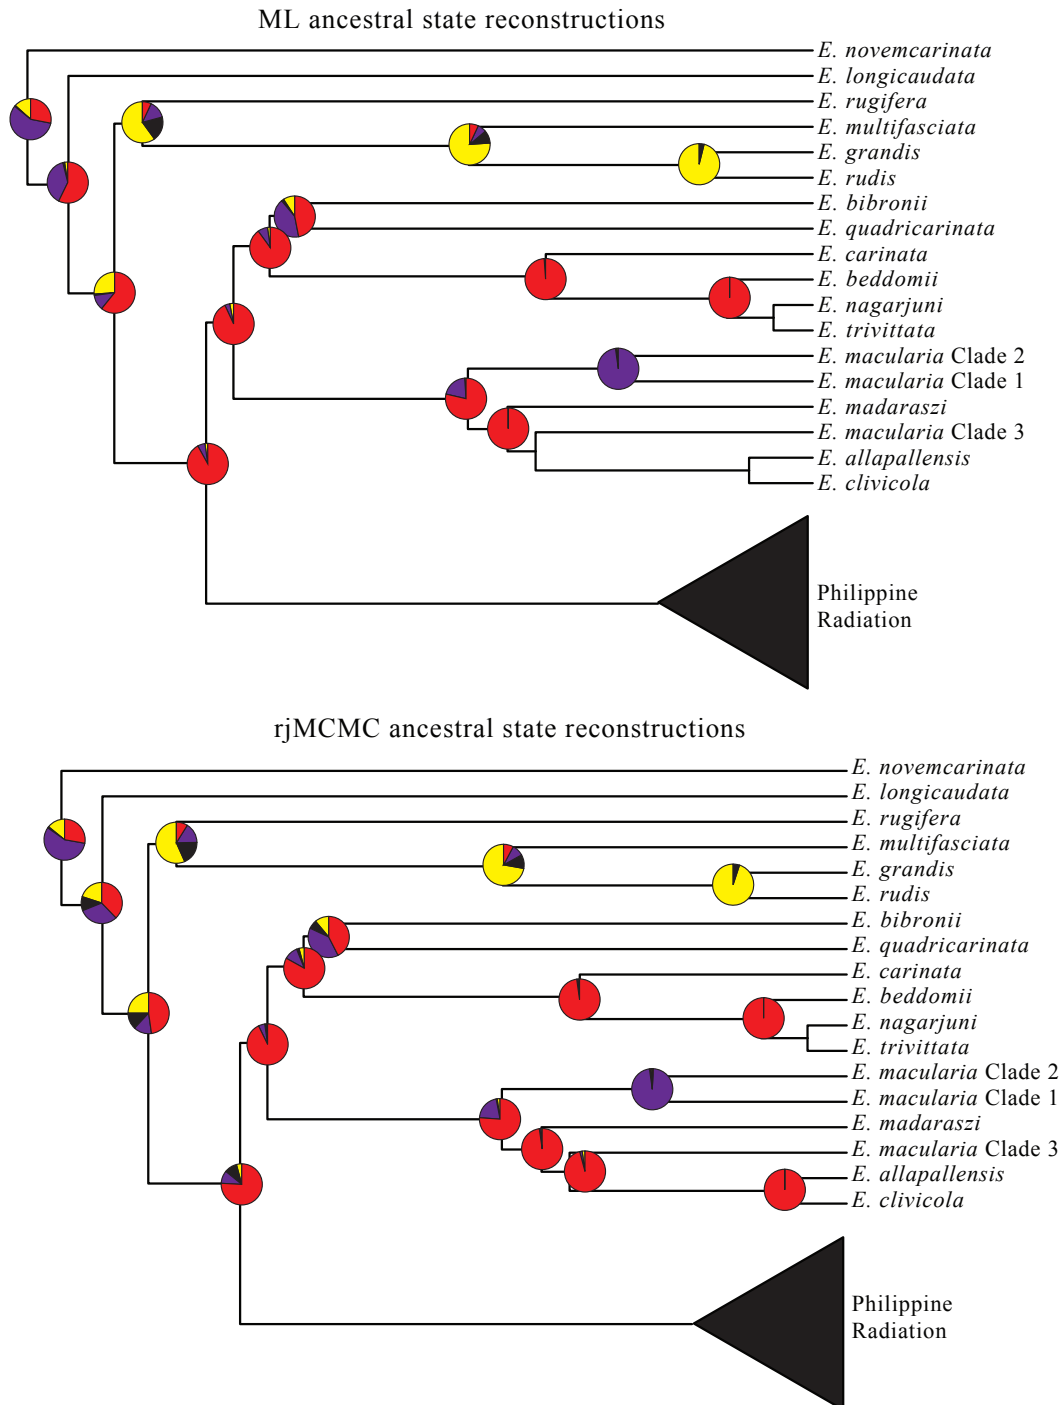 ML ancestral state reconstructions
E. novemcarinata
E. longicaudata
E. rugifera
E. multifasciata
E. grandis
E. rudis
E. bibronii
E. quadricarinata
E. carinata
E. beddomii
E. nagarjuni
E. trivittata
E. macularia Clade 2
E. macularia Clade 1
E. madaraszi
E. macularia Clade 3
E. allapallensis
E. clivicola
Philippine
Radiation
rjMCMC ancestral state reconstructions
E. novemcarinata
E. longicaudata
E. rugifera
E. multifasciata
E. grandis
E. rudis
E. bibronii
E. quadricarinata
E. carinata
E. beddomii
E. nagarjuni
E. trivittata
E. macularia Clade 2
E. macularia Clade 1
E. madaraszi
E. macularia Clade 3
E. allapallensis
E. clivicola
Philippine
Radiation